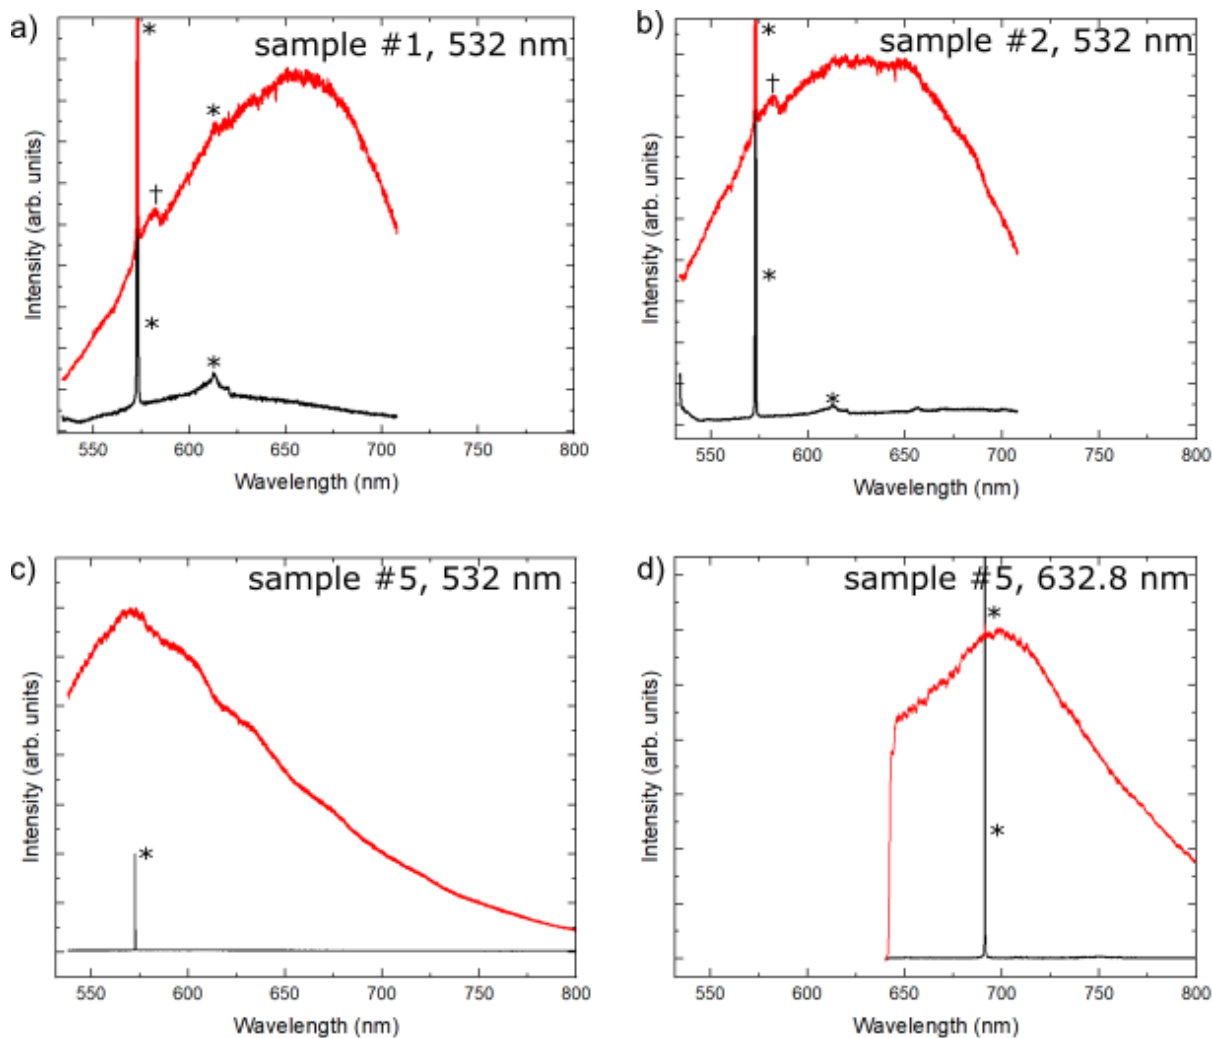 a)
sample #1, 532 nm
*
*
†
*
*
Intensity (arb. units)
550 600 650 700 750 800
Wavelength (nm)
b)
sample #2, 532 nm
*
†
*
*
Intensity (arb. units)
550 600 650 700 750 800
Wavelength (nm)
c)
sample #5, 532 nm
*
Intensity (arb. units)
550 600 650 700 750 800
Wavelength (nm)
d)
sample #5, 632.8 nm
*
*
Intensity (arb. units)
550 600 650 700 750 800
Wavelength (nm)